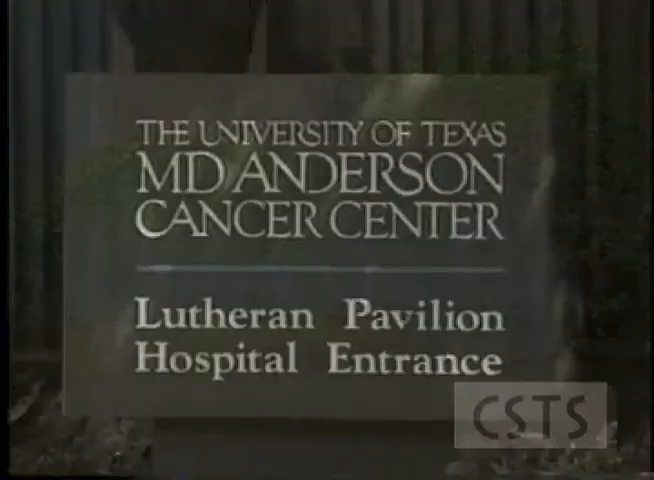 THE UNIVERSITY OF TEXAS
MD ANDERSON
CANCER CENTER
Lutheran Pavilion
Hospital Entrance
CSTS